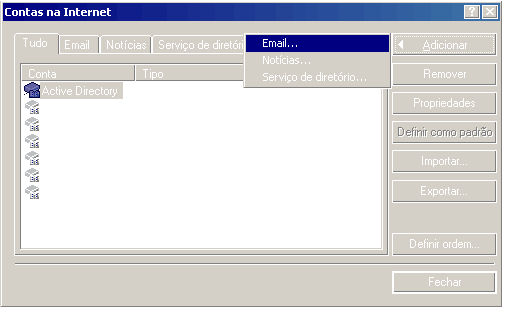 Contas na Internet
Tudo Email Notícias Serviço de diretóri
Email...
Notícias...
Serviço de diretório...
Conta Tipo
Active Directory
Adicionar
Remover
Propriedades
Definir como padrão
Importar...
Exportar...
Definir ordem...
Fechar